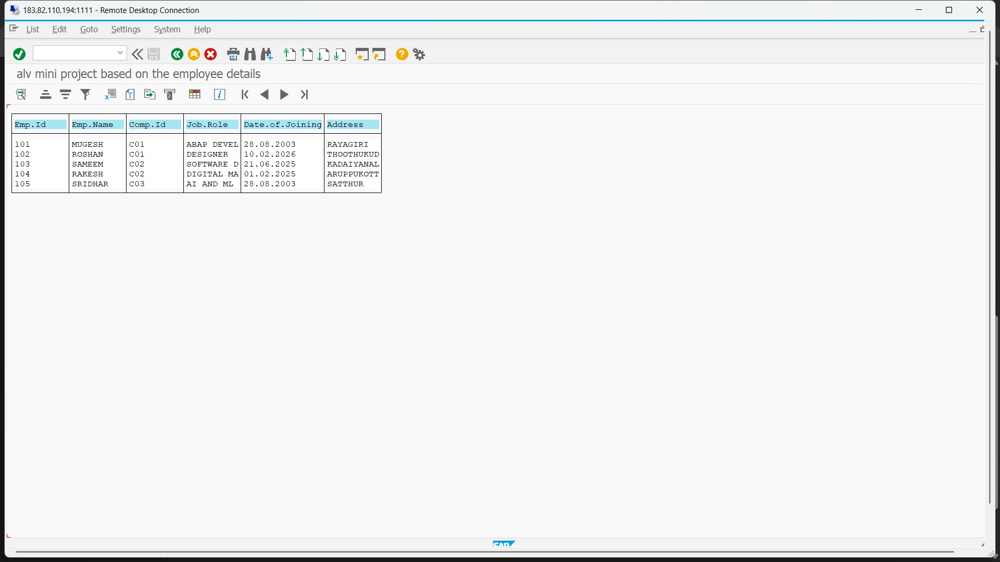 183.82.110.194:1111 - Remote Desktop Connection
List Edit Goto Settings System Help
alv mini project based on the employee details
Emp.Id Emp.Name Comp.Id Job.Role Date.of.Joining Address
101 MUGESH C01 ABAP DEVEL 28.08.2003 RAYAGIRI
102 ROSHAN C01 DESIGNER 10.02.2026 THOOTHUKUD
103 SAMEEM C02 SOFTWARE D 21.06.2025 KADAIYANAL
104 RAKESH C02 DIGITAL MA 01.02.2025 ARUPPUKOTT
105 SRIDHAR C03 AI AND ML 28.08.2003 SATTHUR
SAP